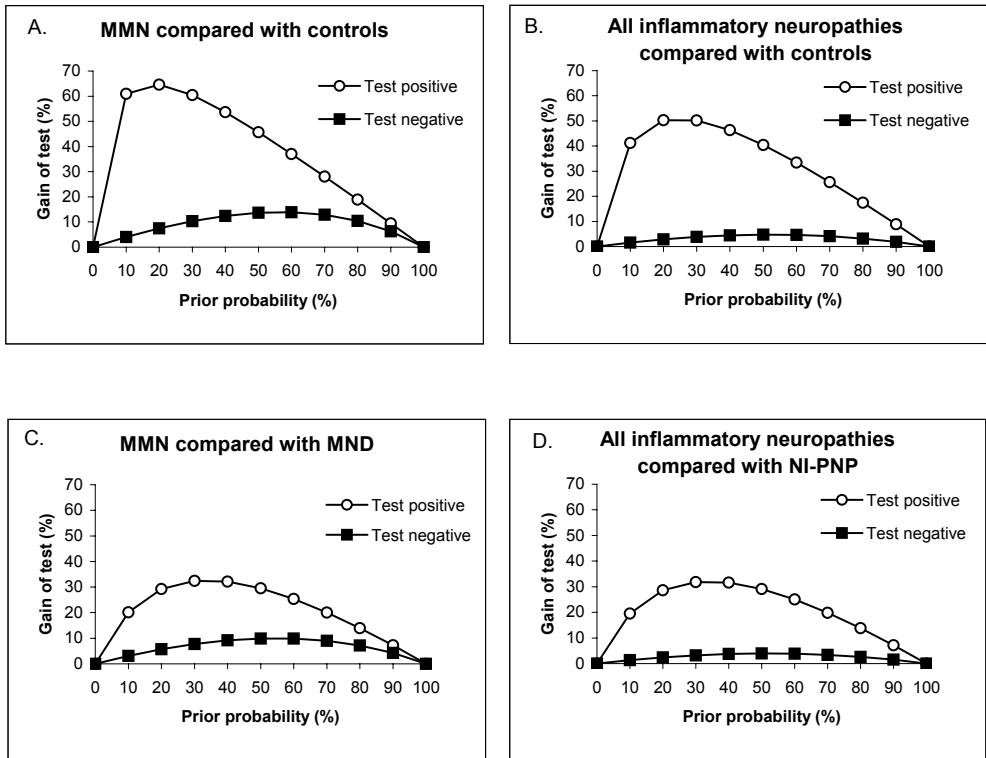 A.
MMN compared with controls
70
60
50
40
30
20
10
0
Gain of test (%)
Test positive
Test negative
0 10 20 30 40 50 60 70 80 90 100
Prior probability (%)
B.
All inflammatory neuropathies
compared with controls
70
60
50
40
30
20
10
0
Gain of test (%)
Test positive
Test negative
0 10 20 30 40 50 60 70 80 90 100
Prior probability (%)
C.
MMN compared with MND
70
60
50
40
30
20
10
0
Gain of test (%)
Test positive
Test negative
0 10 20 30 40 50 60 70 80 90 100
Prior probability (%)
D.
All inflammatory neuropathies
compared with NI-PNP
70
60
50
40
30
20
10
0
Gain of test (%)
Test positive
Test negative
0 10 20 30 40 50 60 70 80 90 100
Prior probability (%)